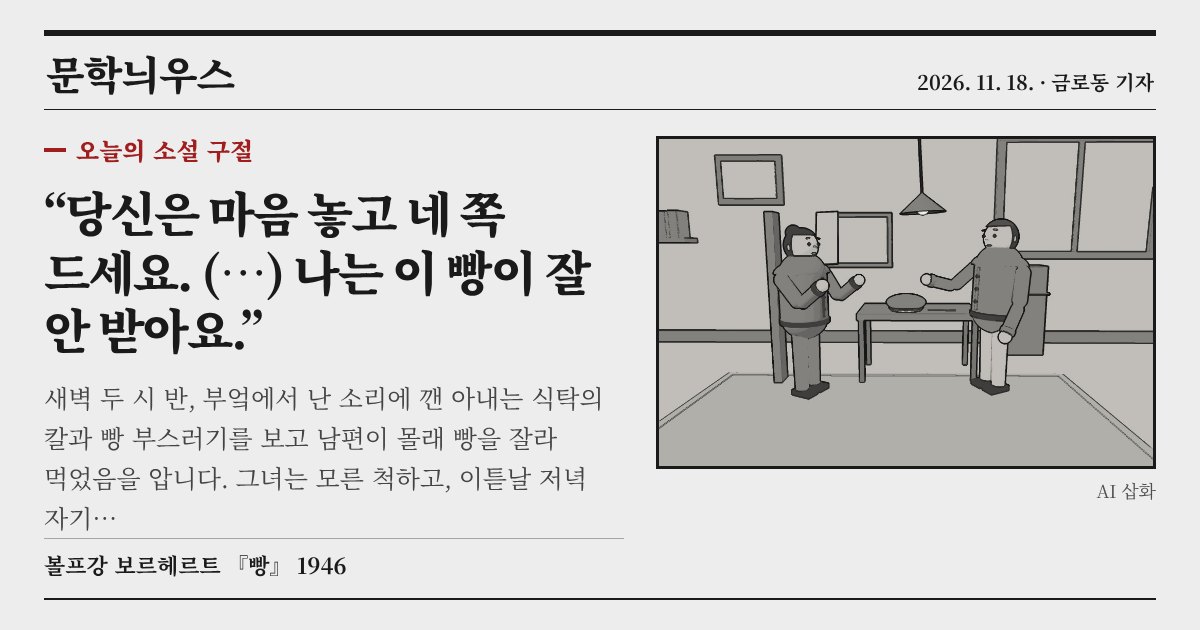 문학늬우스
2026. 11. 18. · 금로동 기자
오늘의 소설 구절
“당신은 마음 놓고 네 쪽
드세요. (…) 나는 이 빵이 잘
안 받아요.”
새벽 두 시 반, 부엌에서 난 소리에 깬 아내는 식탁의
칼과 빵 부스러기를 보고 남편이 몰래 빵을 잘라
먹었음을 압니다. 그녀는 모른 척하고, 이튿날 저녁
자기…
볼프강 보르헤르트 『빵』 1946
AI 삽화